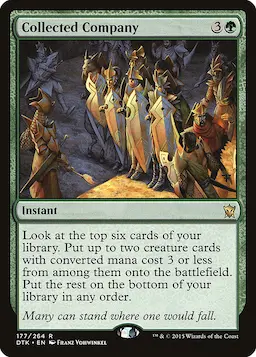 Collected Company 3
Instant
Look at the top six cards of your
library. Put up to two creature cards
with converted mana cost 3 or less
from among them onto the battlefield.
Put the rest on the bottom of
your library in any order.
Many can stand where one would fall.
177/264 R
DTK • EN Franz Vohwinkel
™ & © 2015 Wizards of the Coast